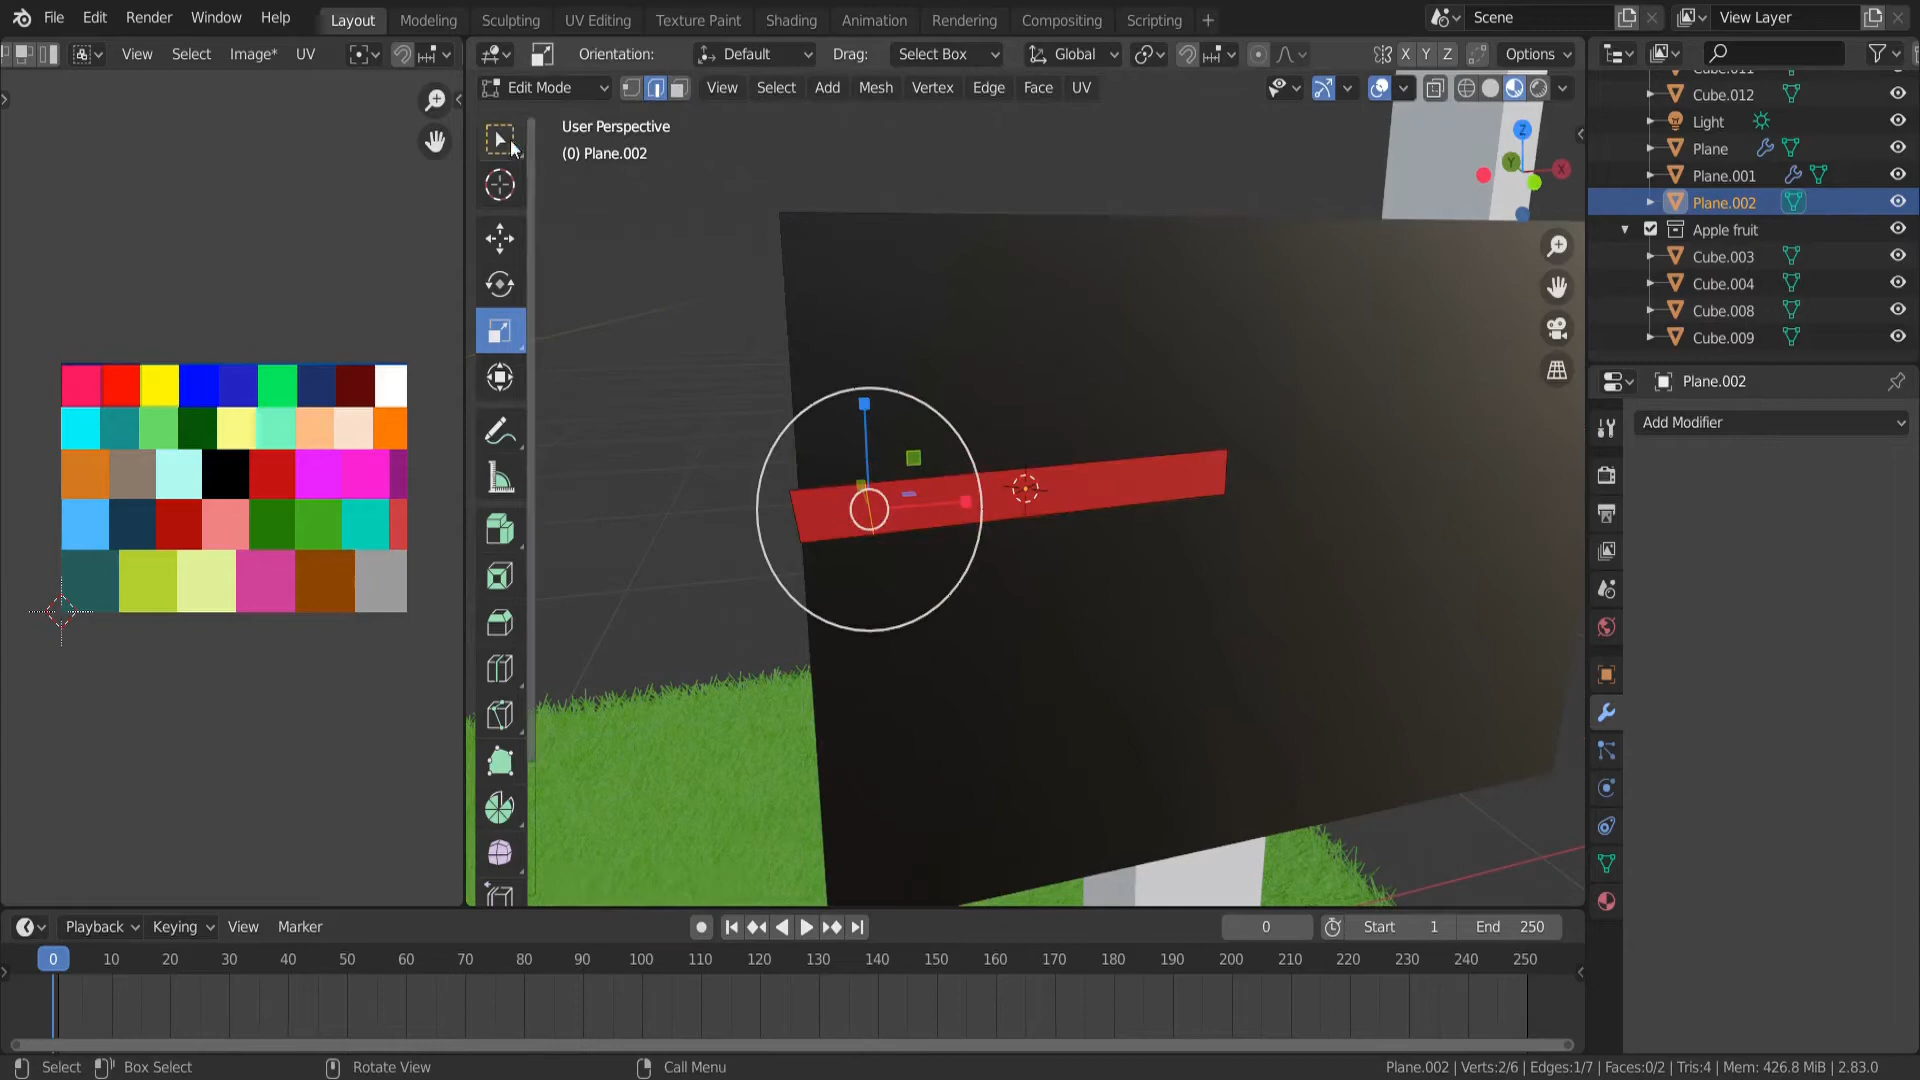 File Edit Render Window Help Layout Modeling Sculpting UV Editing Texture Paint Shading Animation Rendering Compositing Scripting + Scene View Layer
View Select Image* UV Orientation: Default Drag: Select Box Global X Y Z Options
Edit Mode View Select Add Mesh Vertex Edge Face UV
User Perspective
(0) Plane.002
Z
Y
X
Cube.011
Cube.012
Light
Plane
Plane.001
Plane.002
Apple fruit
Cube.003
Cube.004
Cube.008
Cube.009
Plane.002
Add Modifier
Playback Keying View Marker 0 Start 1 End 250
0 10 20 30 40 50 60 70 80 90 100 110 120 130 140 150 160 170 180 190 200 210 220 230 240 250
Select Box Select Rotate View Call Menu Plane.002 | Verts:2/6 | Edges:1/7 | Faces:0/2 | Tris:4 | Mem: 426.8 MiB | 2.83.0